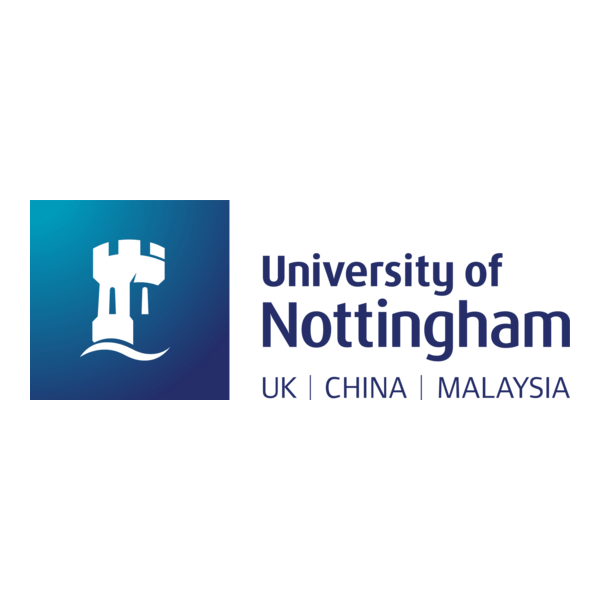 University of
Nottingham
UK | CHINA | MALAYSIA